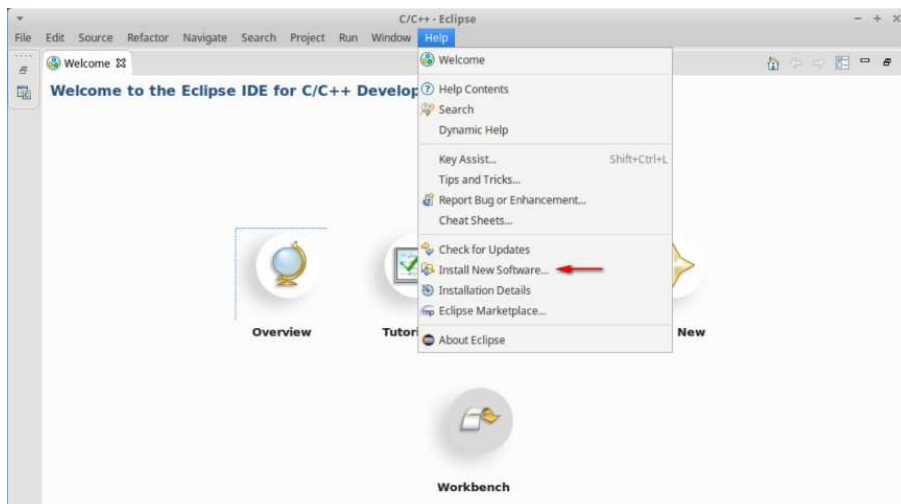 C/C++ - Eclipse
File Edit Source Refactor Navigate Search Project Run Window Help
Welcome
Welcome to the Eclipse IDE for C/C++ Develop
Welcome
Help Contents
Search
Dynamic Help
Key Assist... Shift+Ctrl+L
Tips and Tricks...
Report Bug or Enhancement...
Cheat Sheets...
Check for Updates
Install New Software...
Installation Details
Eclipse Marketplace...
About Eclipse
Overview Tutori New
Workbench